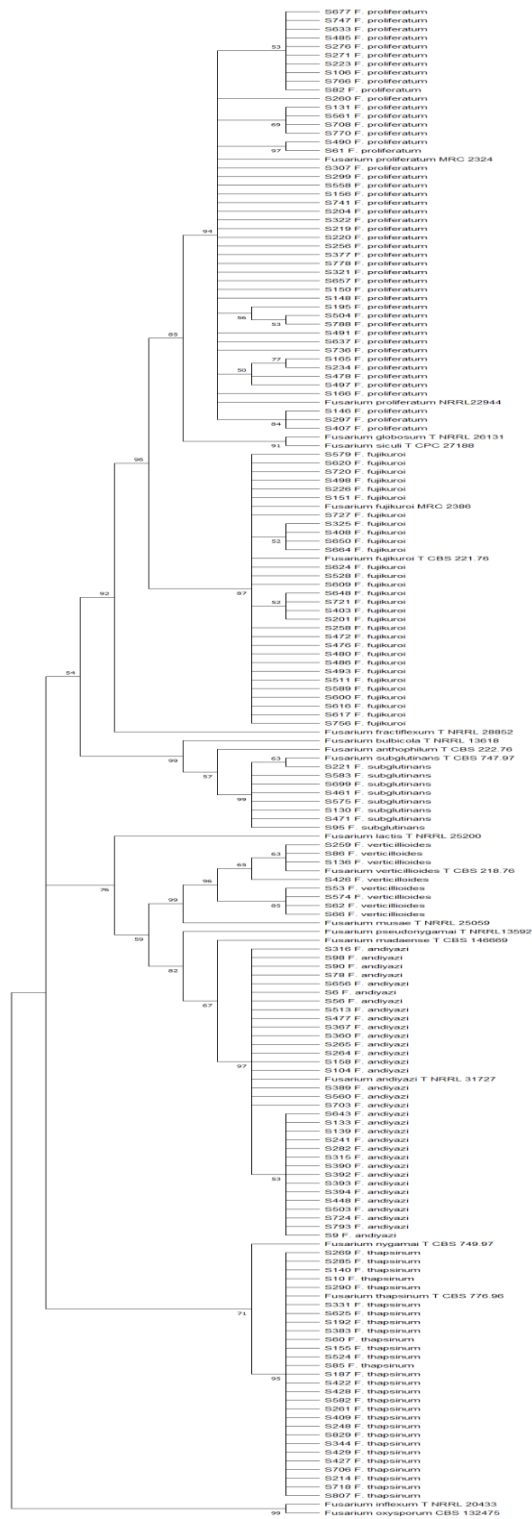 S677 F. proliferatum
S747 F. proliferatum
S633 F. proliferatum
S485 F. proliferatum
53
S276 F. proliferatum
S271 F. proliferatum
S223 F. proliferatum
S106 F. proliferatum
S766 F. proliferatum
S82 F. proliferatum
S260 F. proliferatum
S131 F. proliferatum
S561 F. proliferatum
69
S708 F. proliferatum
S770 F. proliferatum
S490 F. proliferatum
97
S61 F. proliferatum
Fusarium proliferatum MRC 2324
S307 F. proliferatum
S299 F. proliferatum
S558 F. proliferatum
S156 F. proliferatum
S741 F. proliferatum
S204 F. proliferatum
S322 F. proliferatum
S219 F. proliferatum
94
S220 F. proliferatum
S256 F. proliferatum
S377 F. proliferatum
S778 F. proliferatum
S321 F. proliferatum
S657 F. proliferatum
S150 F. proliferatum
S148 F. proliferatum
S195 F. proliferatum
56
S504 F. proliferatum
53
S788 F. proliferatum
S491 F. proliferatum
85
S637 F. proliferatum
S736 F. proliferatum
77
S165 F. proliferatum
S234 F. proliferatum
50
S478 F. proliferatum
S497 F. proliferatum
S166 F. proliferatum
Fusarium proliferatum NRRL22944
S146 F. proliferatum
84
S297 F. proliferatum
S407 F. proliferatum
Fusarium globosum T NRRL 26131
91
Fusarium siculi T CPC 27188
S579 F. fujikuroi
96
S620 F. fujikuroi
S720 F. fujikuroi
S498 F. fujikuroi
S226 F. fujikuroi
S151 F. fujikuroi
Fusarium fujikuroi MRC 2386
S727 F. fujikuroi
S325 F. fujikuroi
S408 F. fujikuroi
52
S650 F. fujikuroi
S664 F. fujikuroi
Fusarium fujikuroi T CBS 221.76
S624 F. fujikuroi
S528 F. fujikuroi
S609 F. fujikuroi
87
S648 F. fujikuroi
92
52
S721 F. fujikuroi
S403 F. fujikuroi
S201 F. fujikuroi
S258 F. fujikuroi
S472 F. fujikuroi
S476 F. fujikuroi
S480 F. fujikuroi
S486 F. fujikuroi
54
S493 F. fujikuroi
S511 F. fujikuroi
S589 F. fujikuroi
S600 F. fujikuroi
S616 F. fujikuroi
S617 F. fujikuroi
S756 F. fujikuroi
Fusarium fractiflexum T NRRL 28852
Fusarium bulbicola T NRRL 13618
Fusarium anthophilum T CBS 222.76
99
63
Fusarium subglutinans T CBS 747.97
S221 F. subglutinans
57
S583 F. subglutinans
S699 F. subglutinans
99
S461 F. subglutinans
S575 F. subglutinans
S130 F. subglutinans
S471 F. subglutinans
S95 F. subglutinans
Fusarium lactis T NRRL 25200
S259 F. verticillioides
63
S86 F. verticillioides
65
S136 F. verticillioides
Fusarium verticillioides T CBS 218.76
96
S426 F. verticillioides
76
S53 F. verticillioides
99
S574 F. verticillioides
85
S62 F. verticillioides
S66 F. verticillioides
Fusarium musae T NRRL 25059
59
Fusarium pseudonygamai T NRRL13592
Fusarium madaense T CBS 146669
82
S316 F. andiyazi
S98 F. andiyazi
S90 F. andiyazi
S78 F. andiyazi
S656 F. andiyazi
S6 F. andiyazi
67
S56 F. andiyazi
S513 F. andiyazi
S477 F. andiyazi
S367 F. andiyazi
S360 F. andiyazi
S265 F. andiyazi
S264 F. andiyazi
97
S158 F. andiyazi
S104 F. andiyazi
Fusarium andiyazi T NRRL 31727
S389 F. andiyazi
S560 F. andiyazi
S703 F. andiyazi
S643 F. andiyazi
S133 F. andiyazi
S139 F. andiyazi
S241 F. andiyazi
S282 F. andiyazi
S315 F. andiyazi
S390 F. andiyazi
53
S392 F. andiyazi
S393 F. andiyazi
S394 F. andiyazi
S448 F. andiyazi
S503 F. andiyazi
S724 F. andiyazi
S793 F. andiyazi
S9 F. andiyazi
Fusarium nygamai T CBS 749.97
S269 F. thapsinum
S285 F. thapsinum
S140 F. thapsinum
S10 F. thapsinum
S290 F. thapsinum
Fusarium thapsinum T CBS 776.96
71
S331 F. thapsinum
S625 F. thapsinum
S192 F. thapsinum
S383 F. thapsinum
S60 F. thapsinum
S155 F. thapsinum
S524 F. thapsinum
S85 F. thapsinum
95
S187 F. thapsinum
S422 F. thapsinum
S428 F. thapsinum
S582 F. thapsinum
S261 F. thapsinum
S409 F. thapsinum
S248 F. thapsinum
S829 F. thapsinum
S344 F. thapsinum
S429 F. thapsinum
S427 F. thapsinum
S706 F. thapsinum
S214 F. thapsinum
S718 F. thapsinum
S807 F. thapsinum
Fusarium inflexum T NRRL 20433
99
Fusarium oxysporum CBS 132475